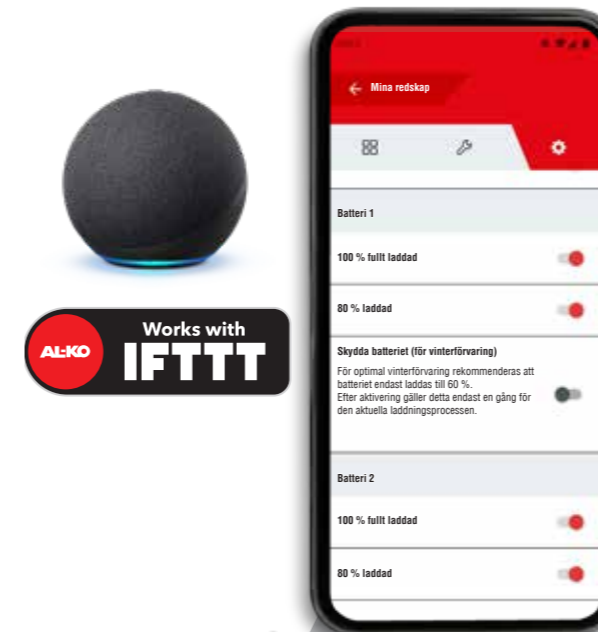 Mina redskap
Batteri 1
100 % fullt laddad
80 % laddad
Skydda batteriet (för vinterförvaring)
För optimal vinterförvaring rekommenderas att
batteriet endast laddas till 60 %.
Efter aktivering gäller detta endast en gång för
den aktuella laddningsprocessen.
Batteri 2
100 % fullt laddad
80 % laddad
AL-KO
Works with
IFTTT